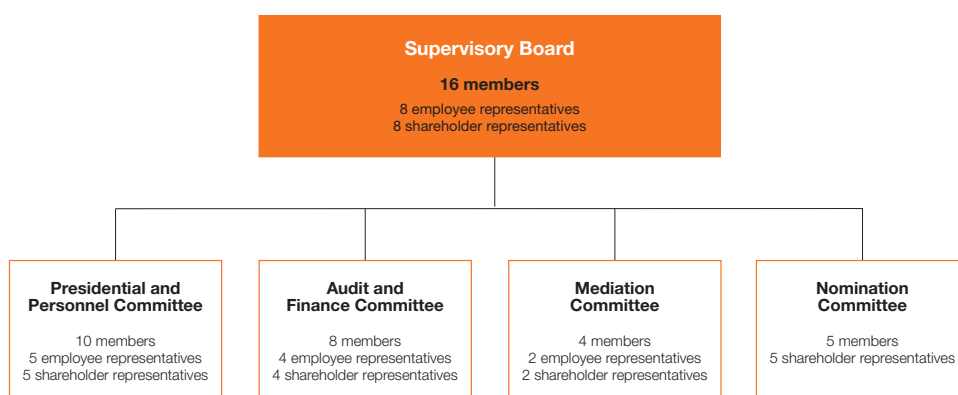 Supervisory Board
16 members
8 employee representatives
8 shareholder representatives
Presidential and
Personnel Committee
10 members
5 employee representatives
5 shareholder representatives
Audit and
Finance Committee
8 members
4 employee representatives
4 shareholder representatives
Mediation
Committee
4 members
2 employee representatives
2 shareholder representatives
Nomination
Committee
5 members
5 shareholder representatives